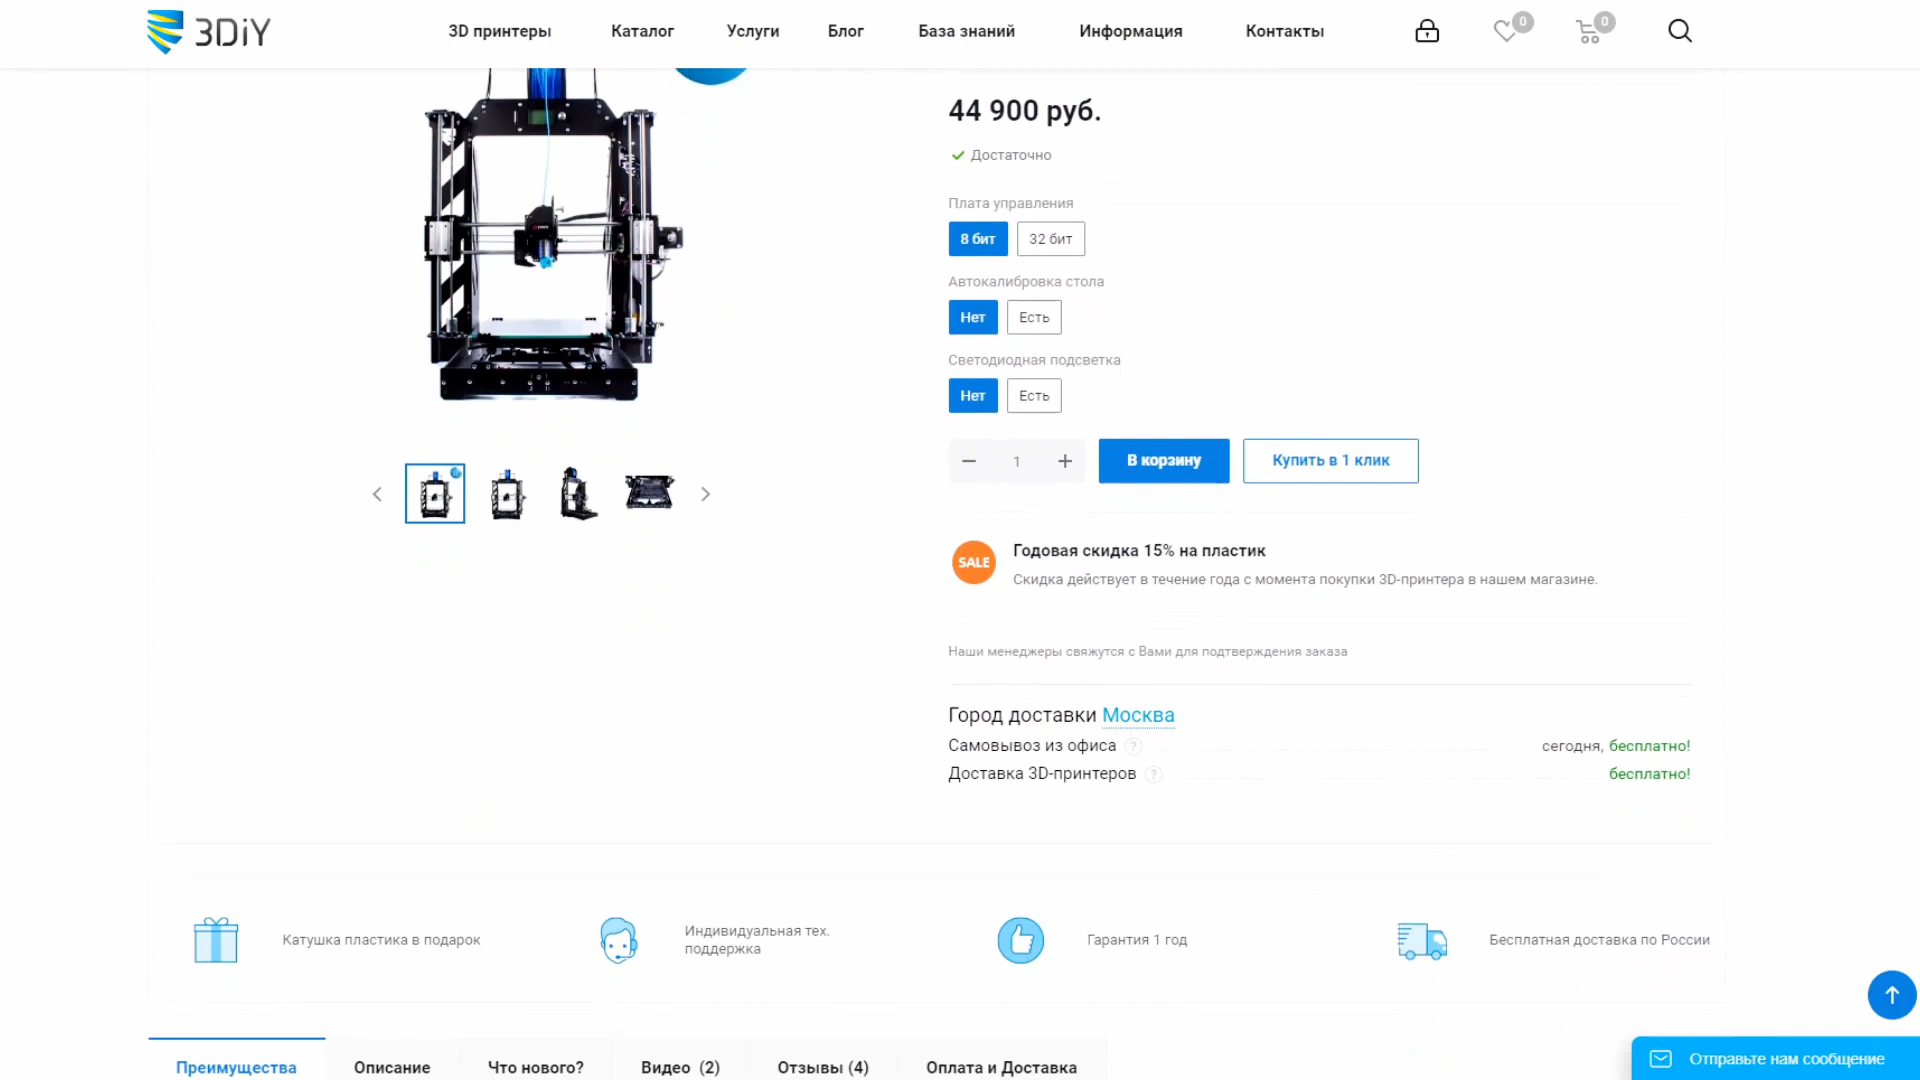 3DiY
3D принтеры
Каталог
Услуги
Блог
База знаний
Информация
Контакты
0
0
44 900 руб.
Достаточно
Плата управления
8 бит
32 бит
Автокалибровка стола
Нет
Есть
Светодиодная подсветка
Нет
Есть
1
В корзину
Купить в 1 клик
SALE
Годовая скидка 15% на пластик
Скидка действует в течение года с момента покупки 3D-принтера в нашем магазине.
Наши менеджеры свяжутся с Вами для подтверждения заказа
Город доставки Москва
Самовывоз из офиса ? сегодня, бесплатно!
Доставка 3D-принтеров ? бесплатно!
Катушка пластика в подарок
Индивидуальная тех.
поддержка
Гарантия 1 год
Бесплатная доставка по России
Преимущества
Описание
Что нового?
Видео (2)
Отзывы (4)
Оплата и Доставка
Отправьте нам сообщение